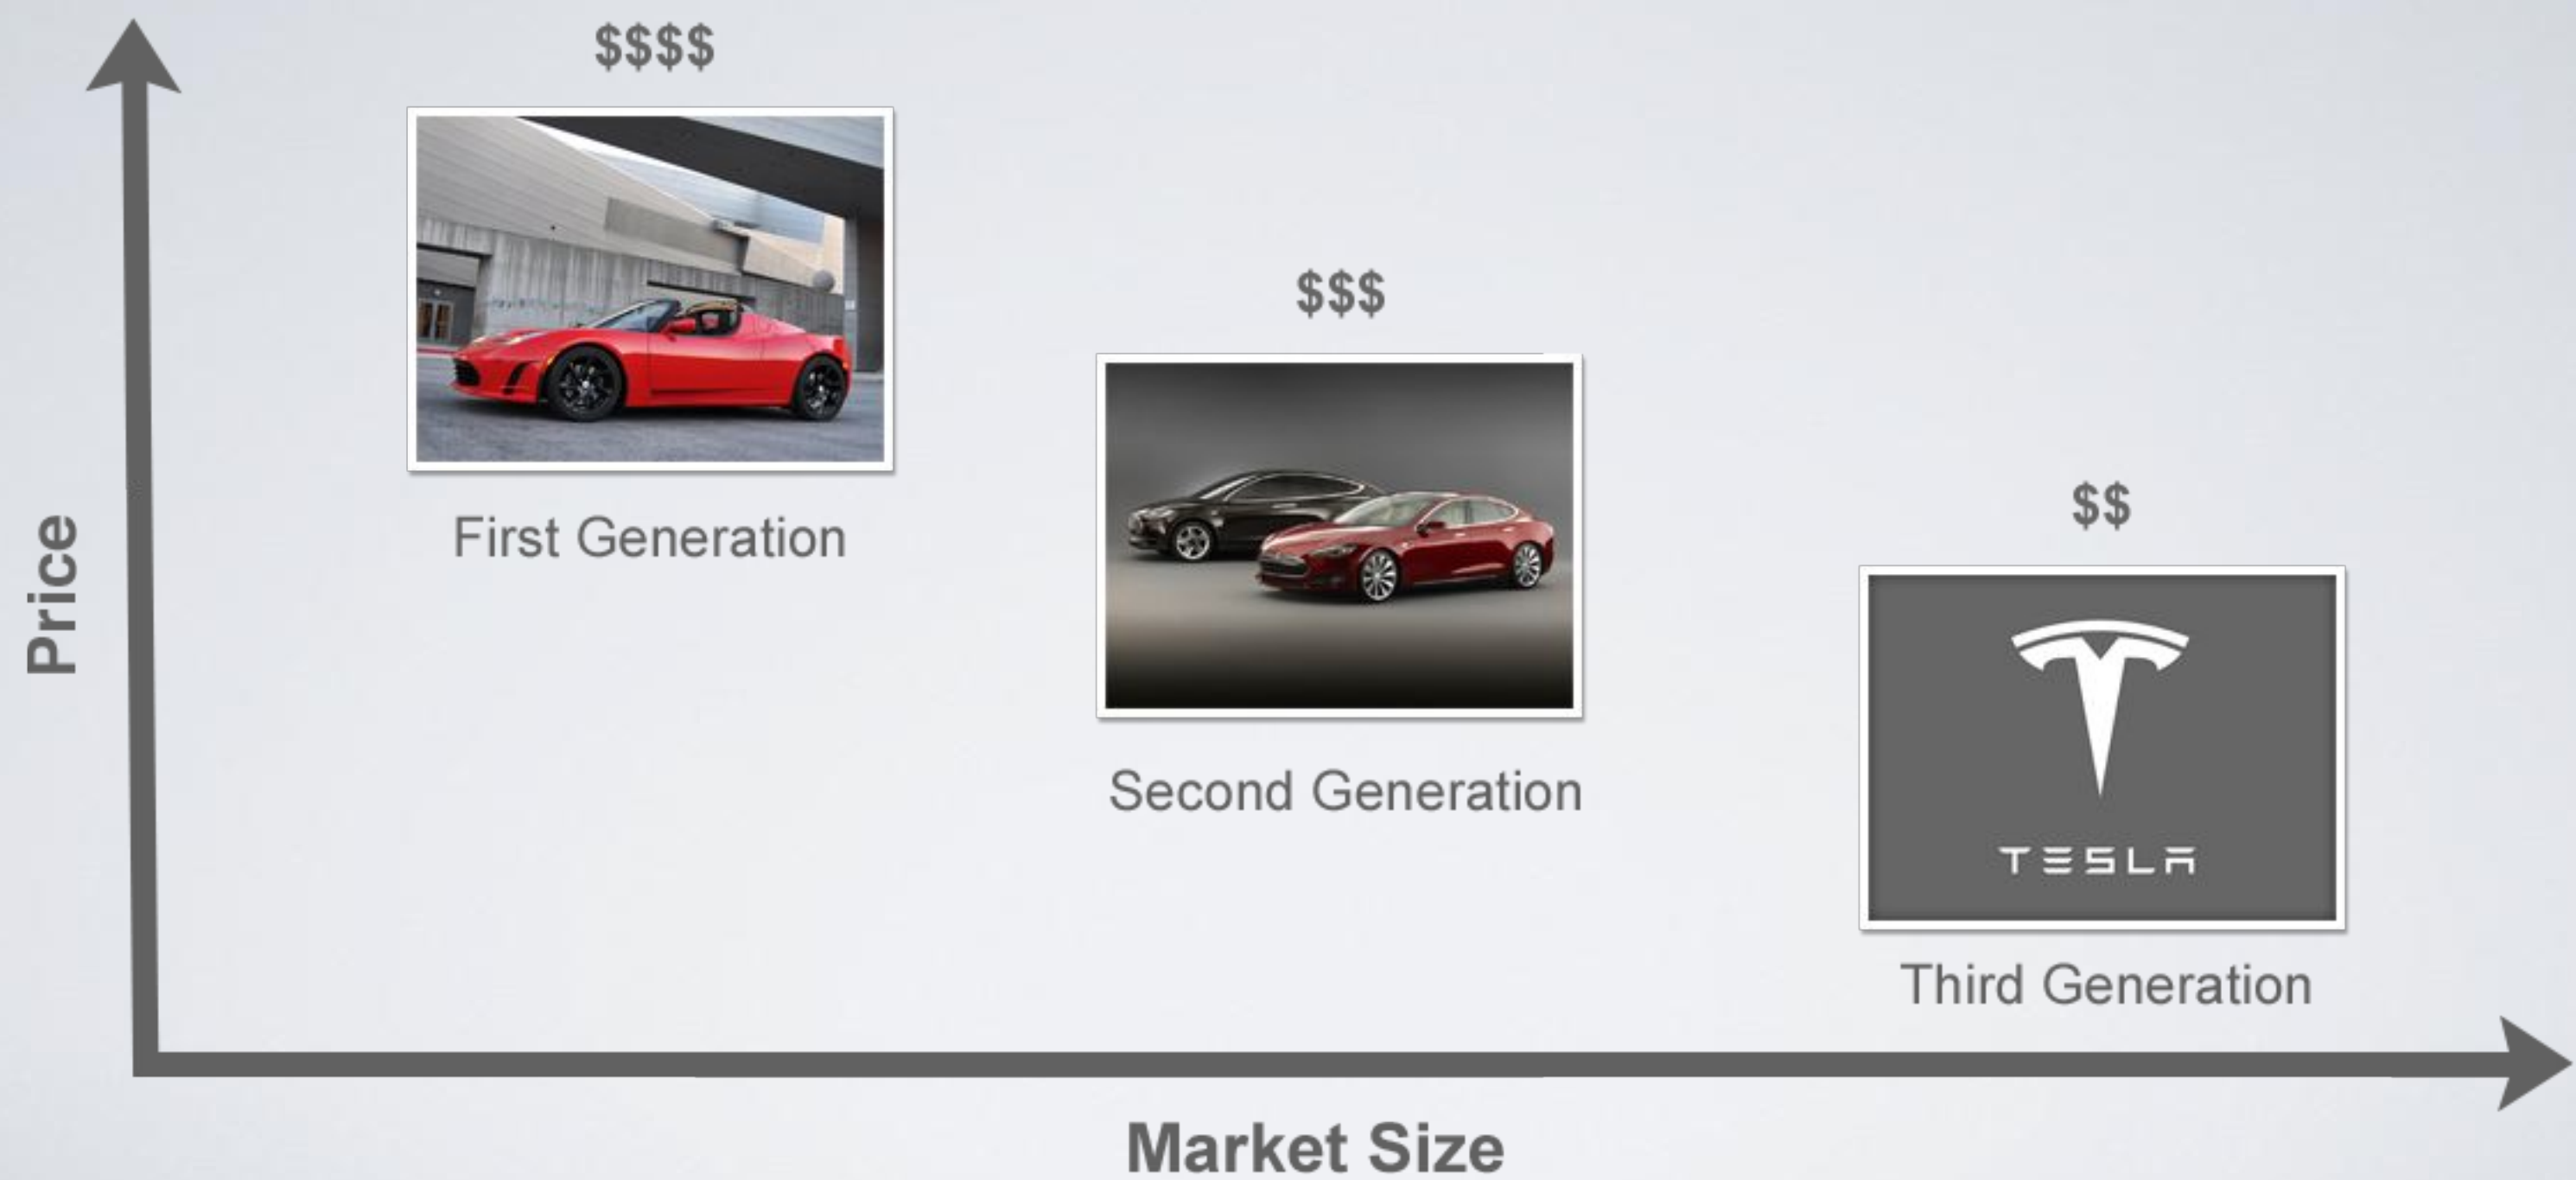 $$$$
First Generation
$$$
Second Generation
$$
TESLA
Third Generation
Price
Market Size